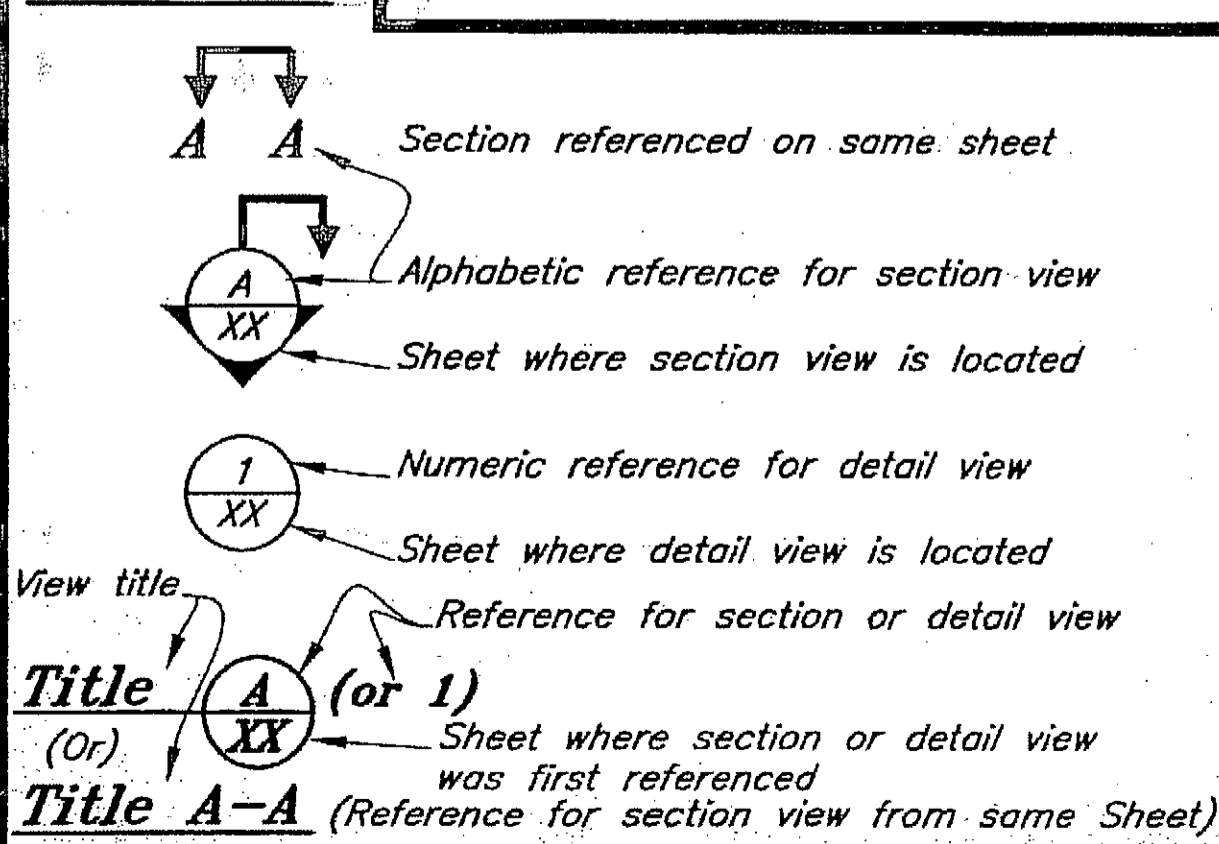 A A Section referenced on same sheet
A Alphabetic reference for section view
XX
Sheet where section view is located
1 Numeric reference for detail view
XX
Sheet where detail view is located
View title
Reference for section or detail view
Title A (or 1)
(Or) XX Sheet where section or detail view
was first referenced
Title A-A (Reference for section view from same Sheet)